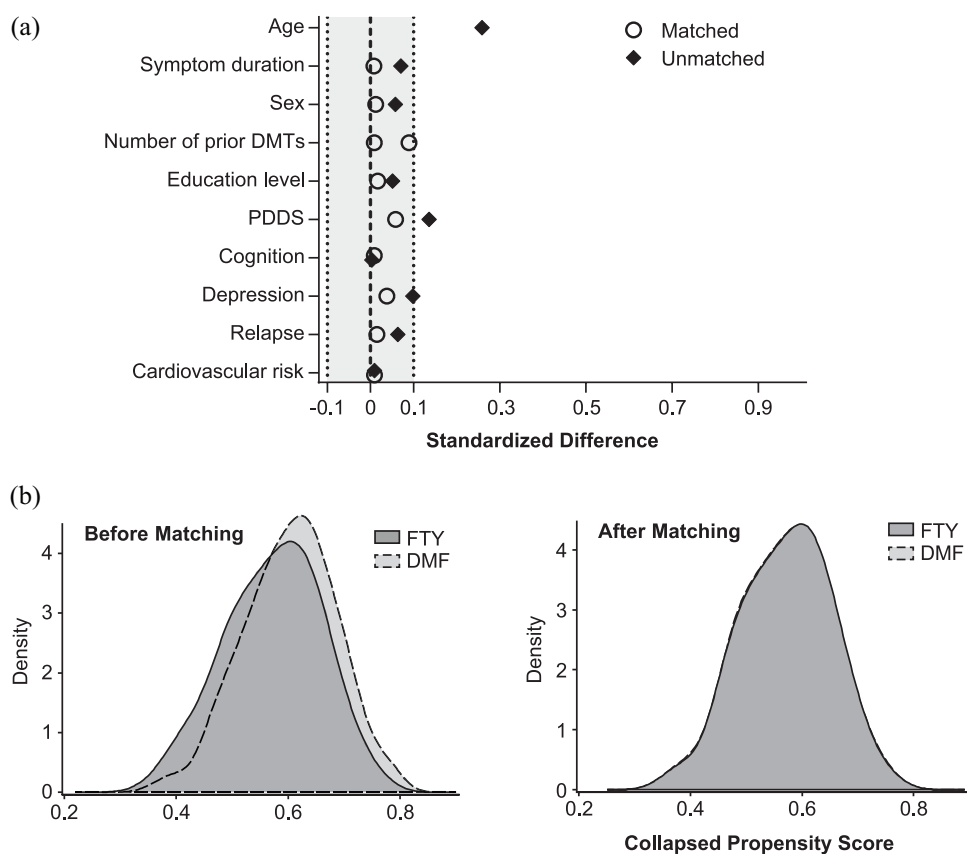 (a)
Age
Symptom duration
Sex
Number of prior DMTs
Education level
PDDS
Cognition
Depression
Relapse
Cardiovascular risk
Matched
Unmatched
-0.1 0 0.1 0.3 0.5 0.7 0.9
Standardized Difference
(b)
Before Matching
FTY
DMF
Density
4
3
2
1
0
0.2 0.4 0.6 0.8
After Matching
FTY
DMF
Density
4
3
2
1
0
0.2 0.4 0.6 0.8
Collapsed Propensity Score